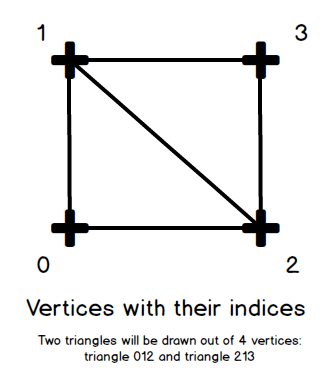 1 3
0 2
Vertices with their indices
Two triangles will be drawn out of 4 vertices:
triangle 012 and triangle 213